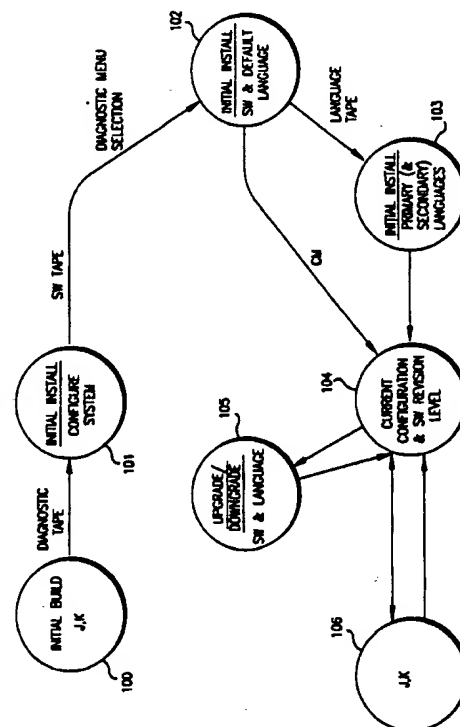 INITIAL BUILD
J,K
100
DIAGNOSTIC TAPE
INITIAL INSTALL
CONFIGURE
SYSTEM
101
SW TAPE
DIAGNOSTIC MENU
SELECTION
102
INITIAL INSTALL
SW & DEFAULT
LANGUAGE
LANGUAGE
TAPE
103
INITIAL INSTALL
PRIMARY (&
SECONDARY)
LANGUAGES
CM
104
CURRENT
CONFIGURATION
& SW REVISION
LEVEL
105
UPGRADE/
DOWNGRADE
SW & LANGUAGE
106
J,K